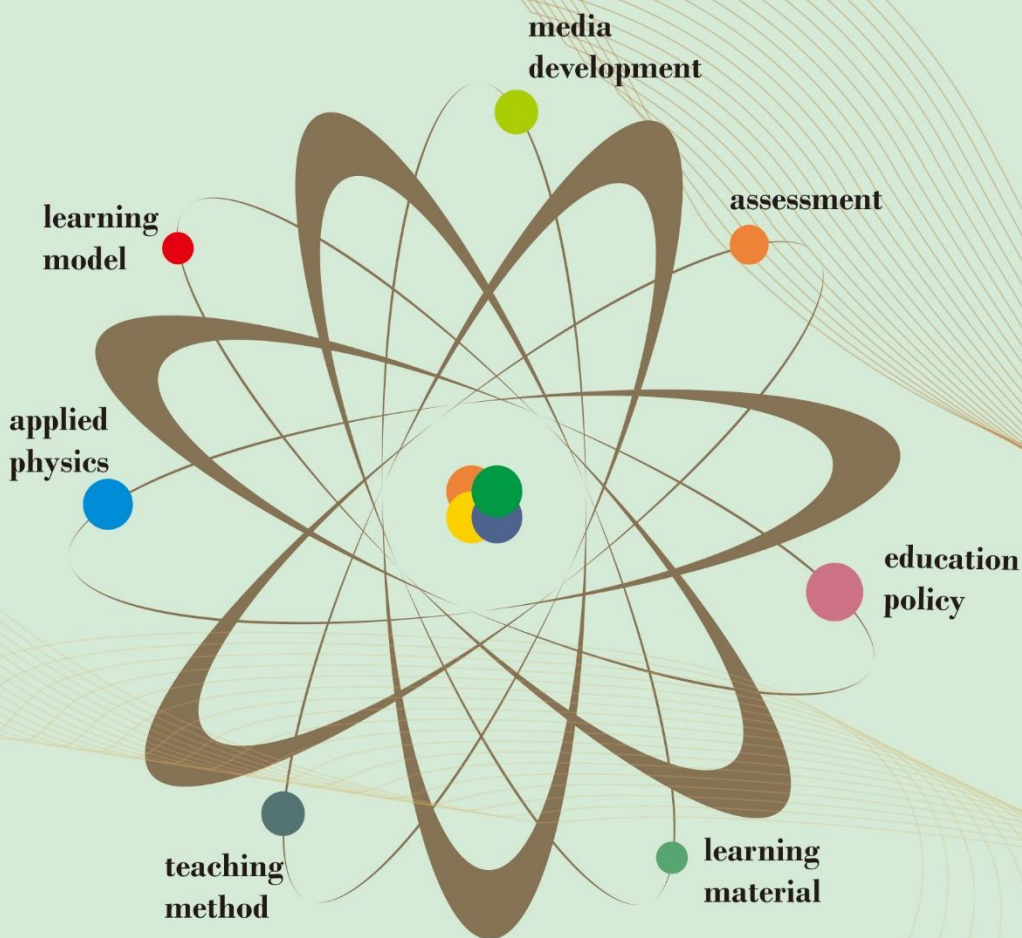 media
development
assessment
learning
model
applied
physics
education
policy
learning
material
teaching
method